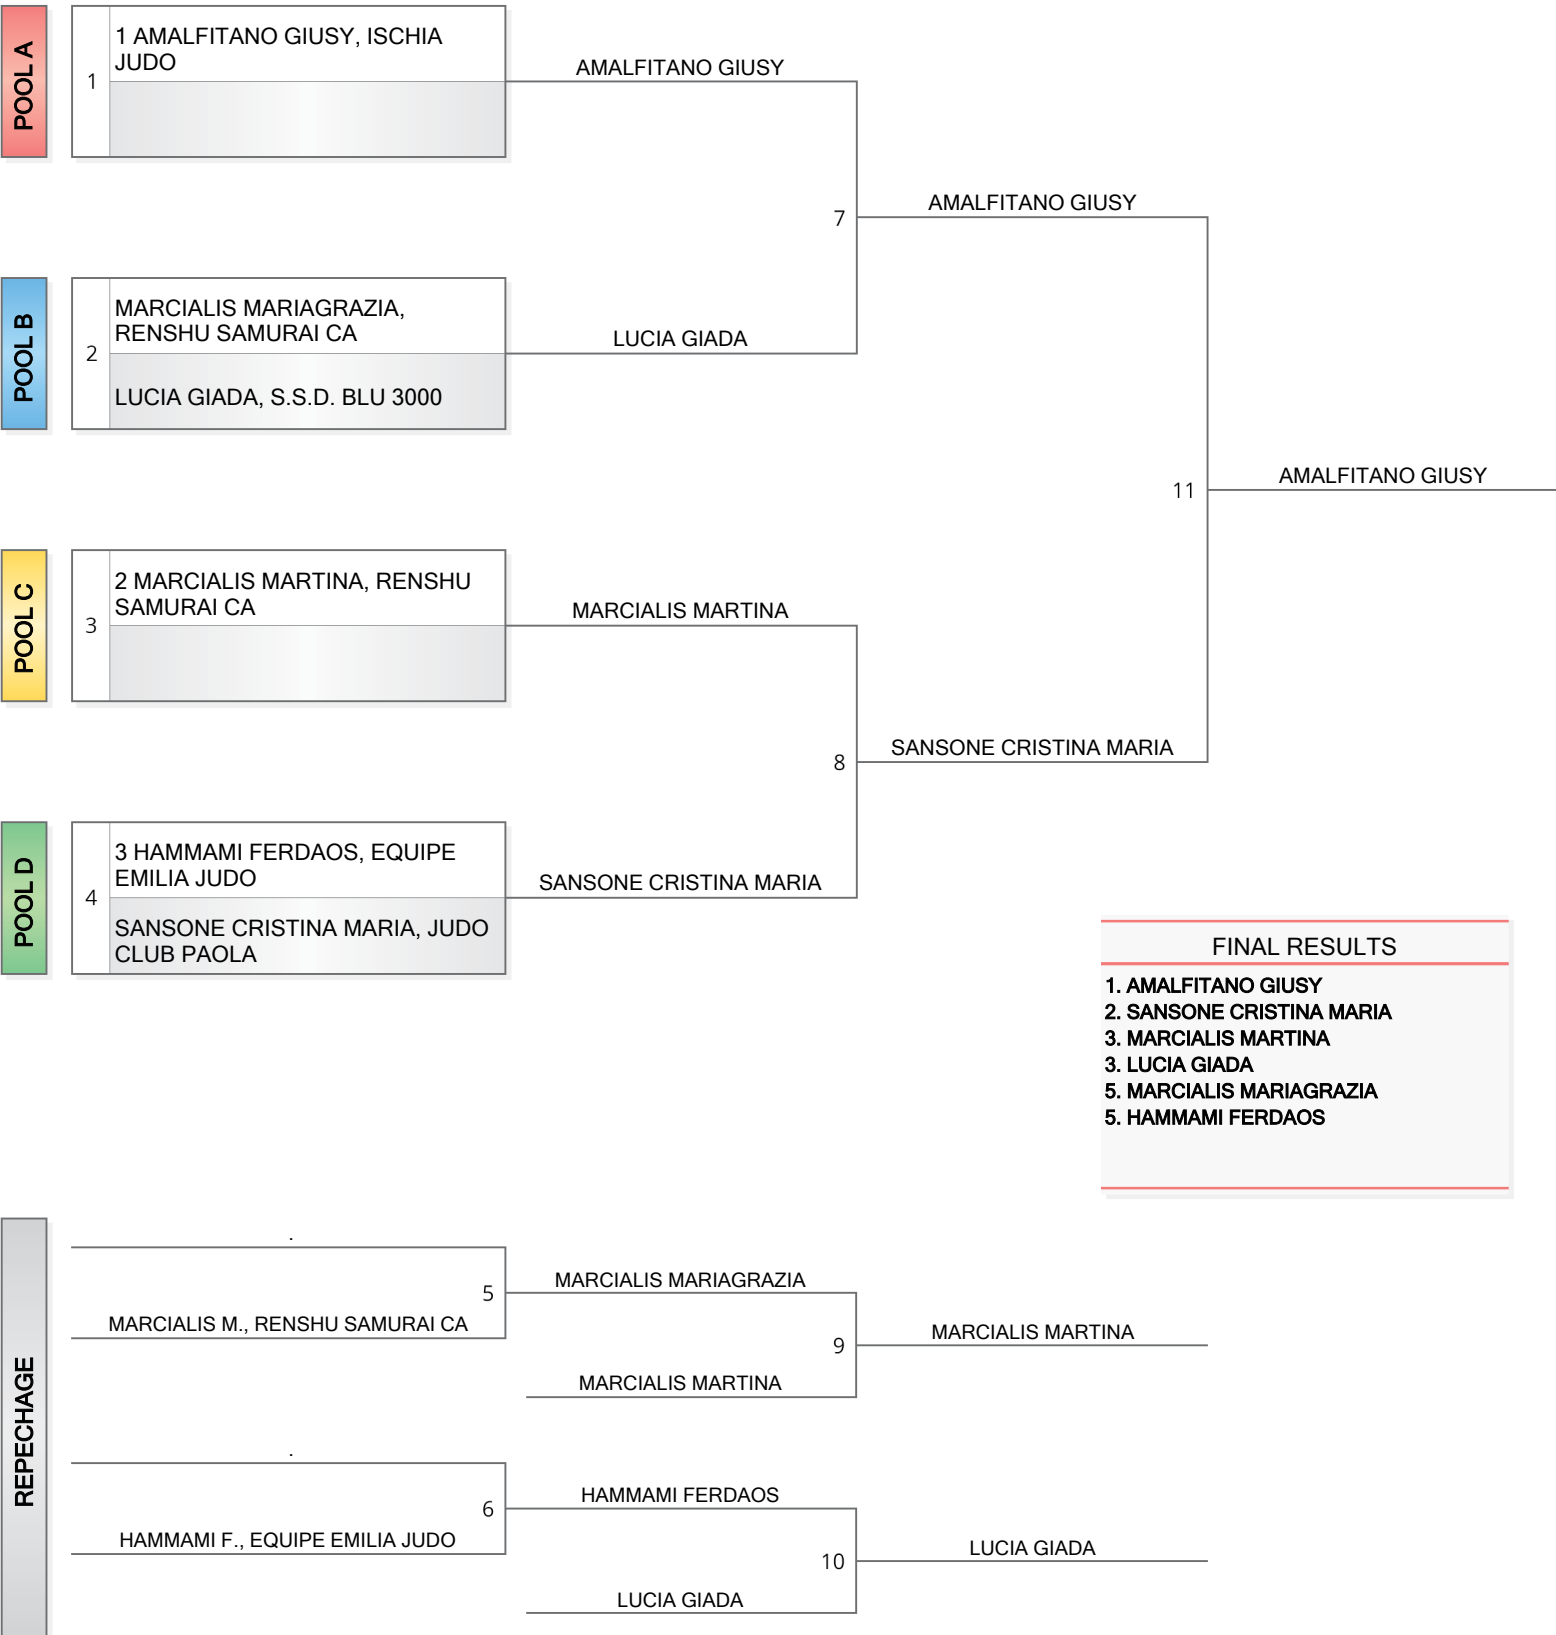 POOL A
1
1 AMALFITANO GIUSY, ISCHIA
JUDO
AMALFITANO GIUSY
7
AMALFITANO GIUSY
POOL B
2
MARCIALIS MARIAGRAZIA,
RENSHU SAMURAI CA
LUCIA GIADA, S.S.D. BLU 3000
LUCIA GIADA
11
AMALFITANO GIUSY
POOL C
3
2 MARCIALIS MARTINA, RENSHU
SAMURAI CA
MARCIALIS MARTINA
8
SANSONE CRISTINA MARIA
POOL D
4
3 HAMMAMI FERDAOS, EQUIPE
EMILIA JUDO
SANSONE CRISTINA MARIA, JUDO
CLUB PAOLA
SANSONE CRISTINA MARIA
FINAL RESULTS
1. AMALFITANO GIUSY
2. SANSONE CRISTINA MARIA
3. MARCIALIS MARTINA
3. LUCIA GIADA
5. MARCIALIS MARIAGRAZIA
5. HAMMAMI FERDAOS
REPECHAGE
.
5
MARCIALIS M., RENSHU SAMURAI CA
MARCIALIS MARIAGRAZIA
9
MARCIALIS MARTINA
MARCIALIS MARTINA
.
6
HAMMAMI F., EQUIPE EMILIA JUDO
HAMMAMI FERDAOS
10
LUCIA GIADA
LUCIA GIADA